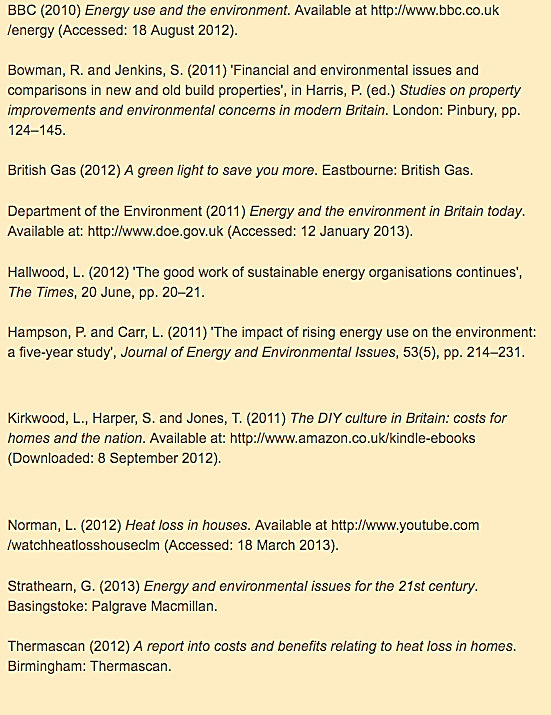 BBC (2010) Energy use and the environment. Available at http://www.bbc.co.uk
/energy (Accessed: 18 August 2012).
Bowman, R. and Jenkins, S. (2011) 'Financial and environmental issues and
comparisons in new and old build properties', in Harris, P. (ed.) Studies on property
improvements and environmental concerns in modern Britain. London: Pinbury, pp.
124–145.
British Gas (2012) A green light to save you more. Eastbourne: British Gas.
Department of the Environment (2011) Energy and the environment in Britain today.
Available at: http://www.doe.gov.uk (Accessed: 12 January 2013).
Hallwood, L. (2012) 'The good work of sustainable energy organisations continues',
The Times, 20 June, pp. 20–21.
Hampson, P. and Carr, L. (2011) 'The impact of rising energy use on the environment:
a five-year study', Journal of Energy and Environmental Issues, 53(5), pp. 214–231.
Kirkwood, L., Harper, S. and Jones, T. (2011) The DIY culture in Britain: costs for
homes and the nation. Available at: http://www.amazon.co.uk/kindle-ebooks
(Downloaded: 8 September 2012).
Norman, L. (2012) Heat loss in houses. Available at http://www.youtube.com
/watchheatlosshouseclm (Accessed: 18 March 2013).
Strathearn, G. (2013) Energy and environmental issues for the 21st century.
Basingstoke: Palgrave Macmillan.
Thermascan (2012) A report into costs and benefits relating to heat loss in homes.
Birmingham: Thermascan.